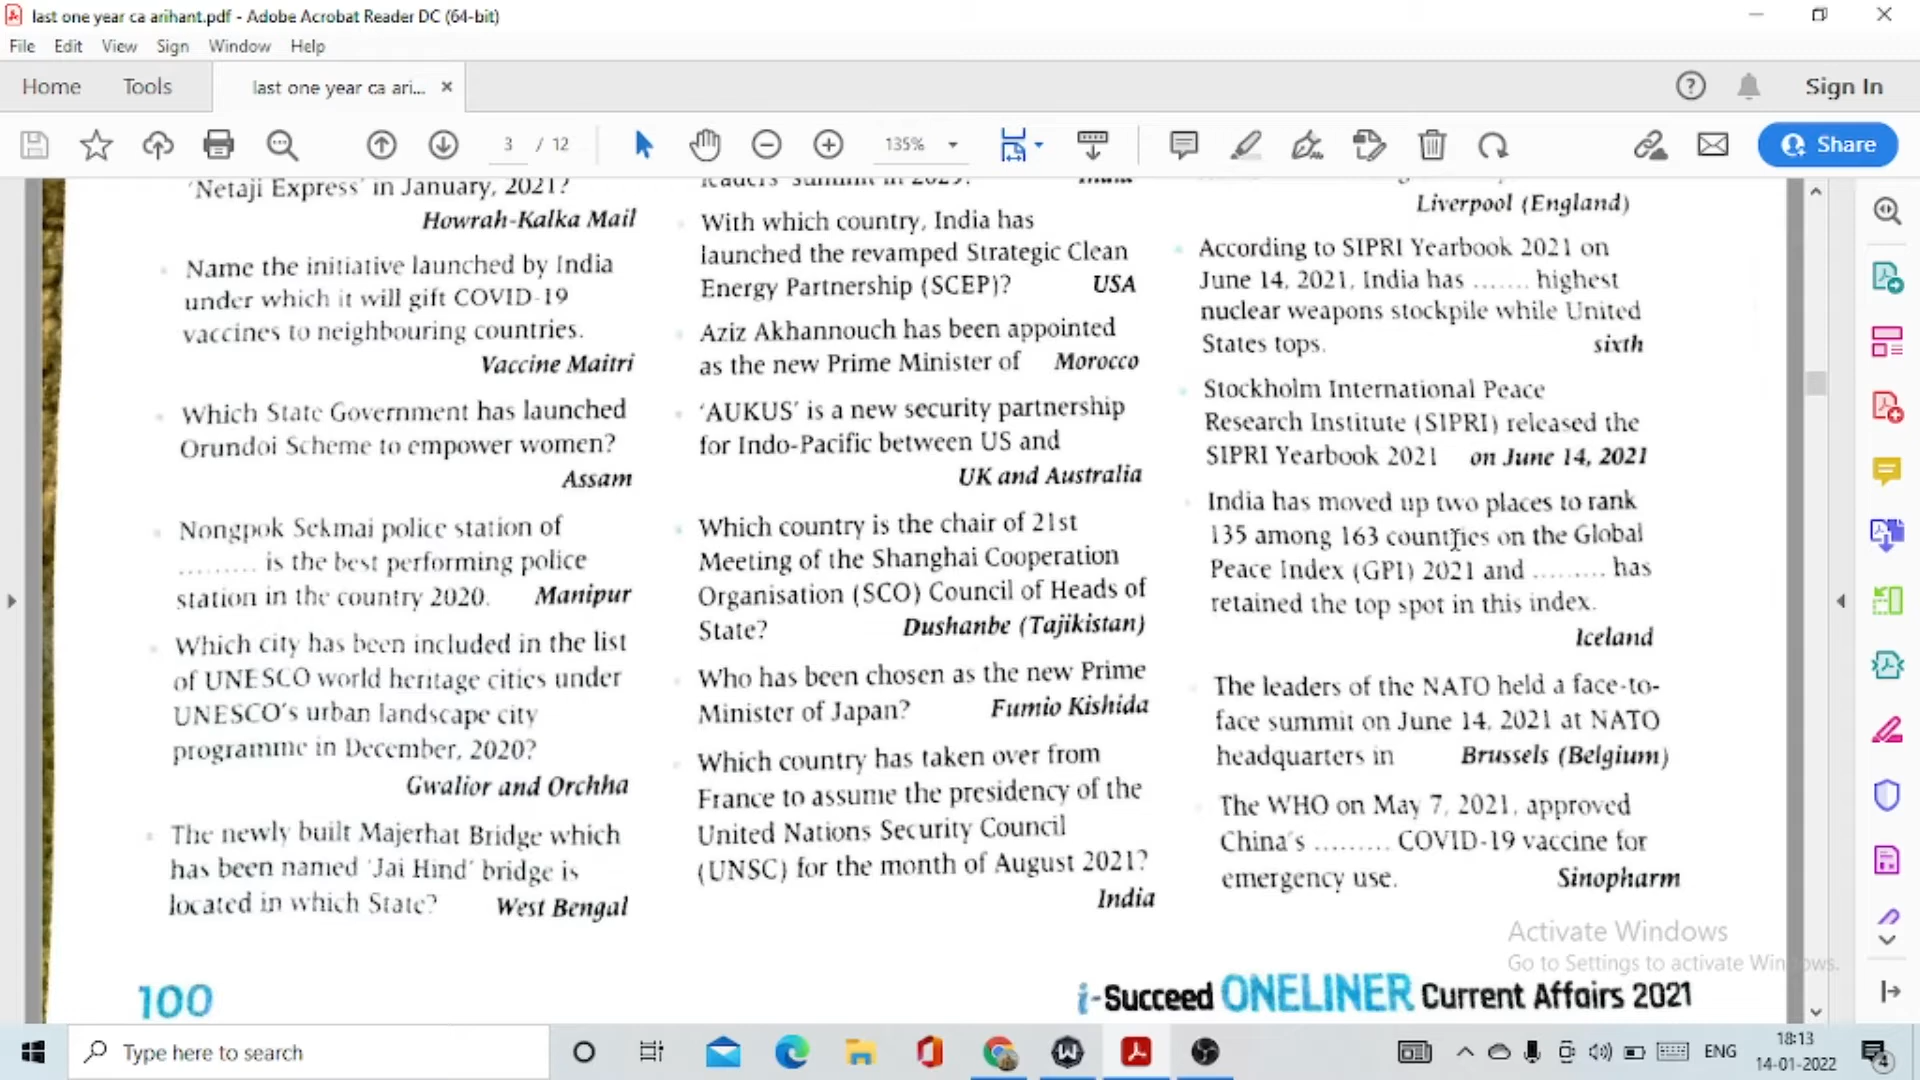 last one year ca arihant.pdf - Adobe Acrobat Reader DC (64-bit)
File Edit View Sign Window Help
Home Tools last one year ca ari... × Sign In
3 / 12 135% Share
'Netaji Express' in January, 2021?
Howrah-Kalka Mail
Name the initiative launched by India
under which it will gift COVID-19
vaccines to neighbouring countries.
Vaccine Maitri
Which State Government has launched
Orundoi Scheme to empower women?
Assam
Nongpok Sekmai police station of
......... is the best performing police
station in the country 2020. Manipur
Which city has been included in the list
of UNESCO world heritage cities under
UNESCO's urban landscape city
programme in December, 2020?
Gwalior and Orchha
The newly built Majerhat Bridge which
has been named 'Jai Hind' bridge is
located in which State? West Bengal
With which country, India has
launched the revamped Strategic Clean
Energy Partnership (SCEP)? USA
Aziz Akhannouch has been appointed
as the new Prime Minister of Morocco
'AUKUS' is a new security partnership
for Indo-Pacific between US and
UK and Australia
Which country is the chair of 21st
Meeting of the Shanghai Cooperation
Organisation (SCO) Council of Heads of
State? Dushanbe (Tajikistan)
Who has been chosen as the new Prime
Minister of Japan? Fumio Kishida
Which country has taken over from
France to assume the presidency of the
United Nations Security Council
(UNSC) for the month of August 2021?
India
Liverpool (England)
According to SIPRI Yearbook 2021 on
June 14, 2021, India has ....... highest
nuclear weapons stockpile while United
States tops. sixth
Stockholm International Peace
Research Institute (SIPRI) released the
SIPRI Yearbook 2021 on June 14, 2021
India has moved up two places to rank
135 among 163 countries on the Global
Peace Index (GPI) 2021 and ......... has
retained the top spot in this index.
Iceland
The leaders of the NATO held a face-to-
face summit on June 14, 2021 at NATO
headquarters in Brussels (Belgium)
The WHO on May 7, 2021, approved
China's ......... COVID-19 vaccine for
emergency use. Sinopharm
Activate Windows
Go to Settings to activate Windows.
100
i-Succeed ONELINER Current Affairs 2021
Type here to search
ENG
18:13
14-01-2022
4